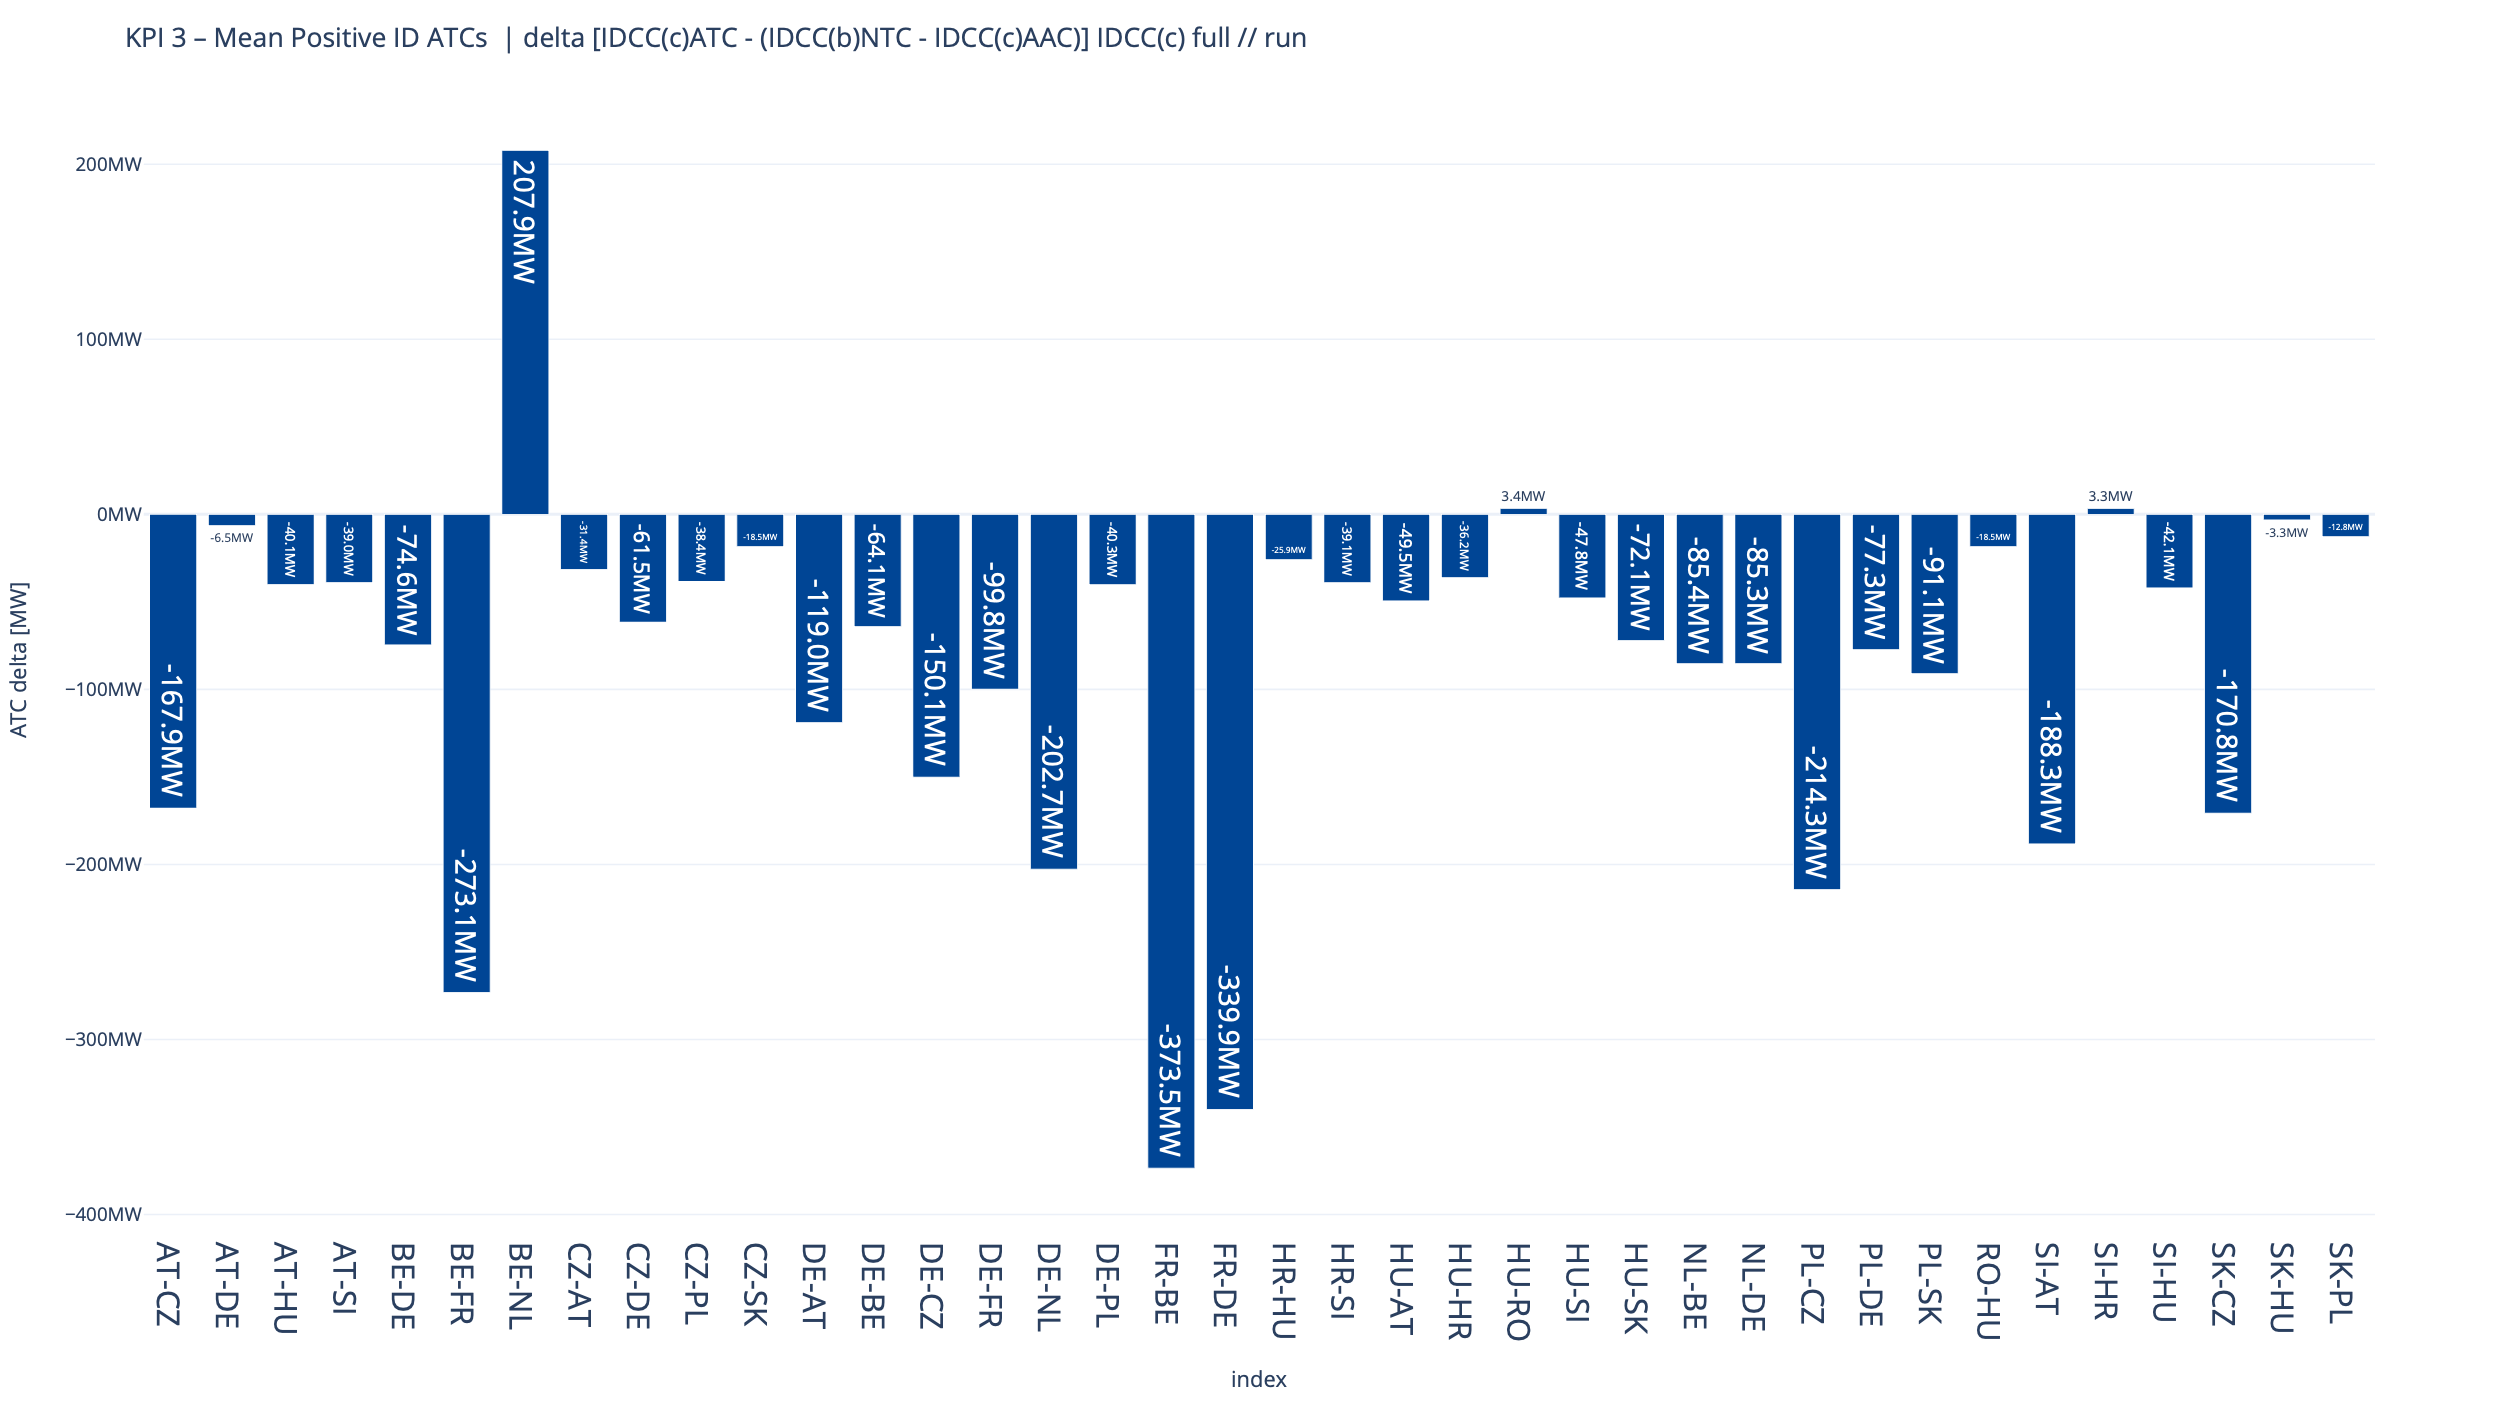 KPI 3 – Mean Positive ID ATCs | delta [IDCC(c)ATC - (IDCC(b)NTC - IDCC(c)AAC)] IDCC(c) full // run
ATC delta [MW]
200MW
100MW
0MW
−100MW
−200MW
−300MW
−400MW
-167.9MW
-6.5MW
-40.1MW
-39.0MW
-74.6MW
-273.1MW
207.9MW
-31.4MW
-61.5MW
-38.4MW
-18.5MW
-119.0MW
-64.1MW
-150.1MW
-99.8MW
-202.7MW
-40.3MW
-373.5MW
-339.9MW
-25.9MW
-39.1MW
-49.5MW
-36.2MW
3.4MW
-47.8MW
-72.1MW
-85.4MW
-85.3MW
-214.3MW
-77.3MW
-91.1MW
-18.5MW
-188.3MW
3.3MW
-42.1MW
-170.8MW
-3.3MW
-12.8MW
AT-CZ
AT-DE
AT-HU
AT-SI
BE-DE
BE-FR
BE-NL
CZ-AT
CZ-DE
CZ-PL
CZ-SK
DE-AT
DE-BE
DE-CZ
DE-FR
DE-NL
DE-PL
FR-BE
FR-DE
HR-HU
HR-SI
HU-AT
HU-HR
HU-RO
HU-SI
HU-SK
NL-BE
NL-DE
PL-CZ
PL-DE
PL-SK
RO-HU
SI-AT
SI-HR
SI-HU
SK-CZ
SK-HU
SK-PL
index